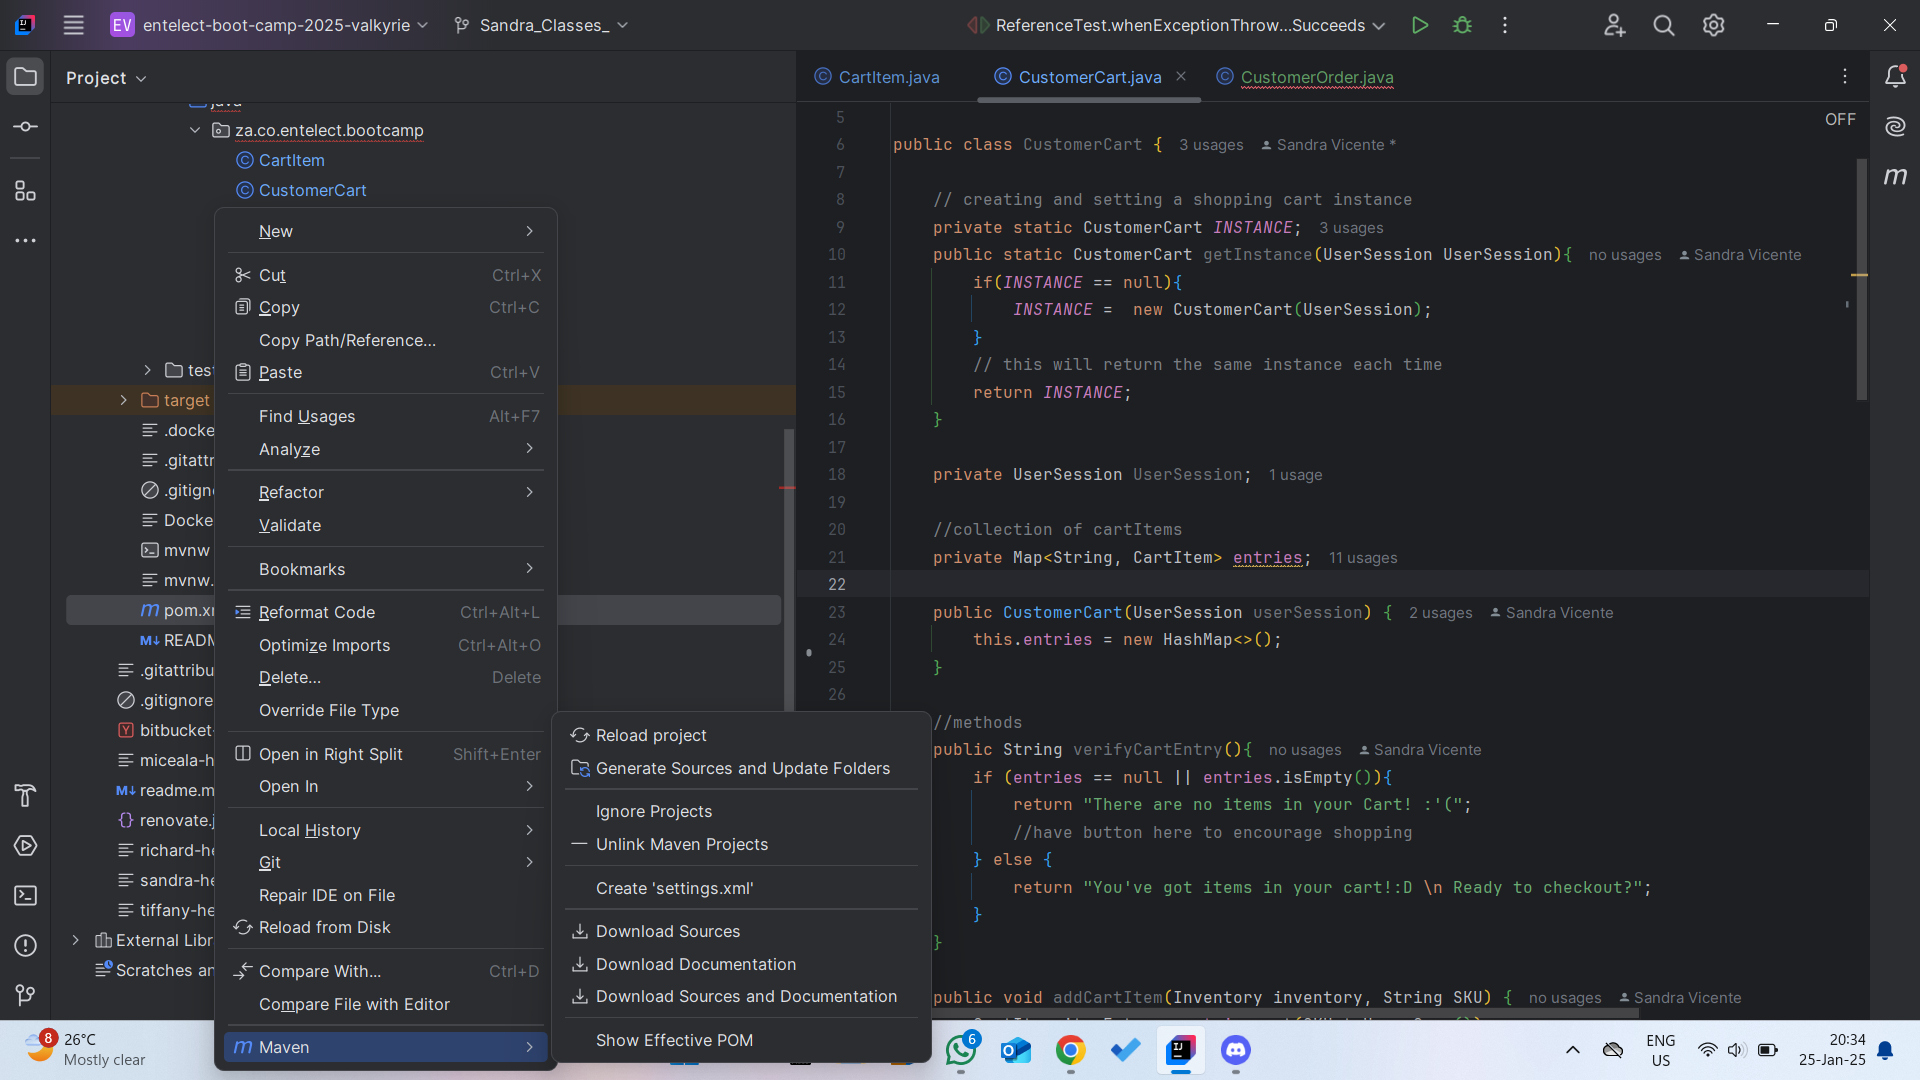 EV entelect-boot-camp-2025-valkyrie
Sandra_Classes_
ReferenceTest.whenExceptionThrow...Succeeds
Project
CartItem.java
CustomerCart.java
CustomerOrder.java
OFF
java
za.co.entelect.bootcamp
CartItem
CustomerCart
test
target
.docke
.gitattr
.gitign
Docke
mvnw
mvnw.
pom.xm
READM
.gitattribu
.gitignore
bitbucket-
miceala-h
readme.m
renovate.j
richard-he
sandra-he
tiffany-he
External Libr
Scratches an
New
Cut Ctrl+X
Copy Ctrl+C
Copy Path/Reference...
Paste Ctrl+V
Find Usages Alt+F7
Analyze
Refactor
Validate
Bookmarks
Reformat Code Ctrl+Alt+L
Optimize Imports Ctrl+Alt+O
Delete... Delete
Override File Type
Open in Right Split Shift+Enter
Open In
Local History
Git
Repair IDE on File
Reload from Disk
Compare With... Ctrl+D
Compare File with Editor
Maven
Reload project
Generate Sources and Update Folders
Ignore Projects
Unlink Maven Projects
Create 'settings.xml'
Download Sources
Download Documentation
Download Sources and Documentation
Show Effective POM
5
6 public class CustomerCart { 3 usages Sandra Vicente *
7
8 // creating and setting a shopping cart instance
9 private static CustomerCart INSTANCE; 3 usages
10 public static CustomerCart getInstance(UserSession UserSession){ no usages Sandra Vicente
11 if(INSTANCE == null){
12 INSTANCE = new CustomerCart(UserSession);
13 }
14 // this will return the same instance each time
15 return INSTANCE;
16 }
17
18 private UserSession UserSession; 1 usage
19
20 //collection of cartItems
21 private Map<String, CartItem> entries; 11 usages
22
23 public CustomerCart(UserSession userSession) { 2 usages Sandra Vicente
24 this.entries = new HashMap<>();
25 }
26
//methods
public String verifyCartEntry(){ no usages Sandra Vicente
if (entries == null || entries.isEmpty()){
return "There are no items in your Cart! :'(";
//have button here to encourage shopping
} else {
return "You've got items in your cart!:D \n Ready to checkout?";
}
}
public void addCartItem(Inventory inventory, String SKU) { no usages Sandra Vicente
8
26°C
Mostly clear
6
ENG
US
20:34
25-Jan-25